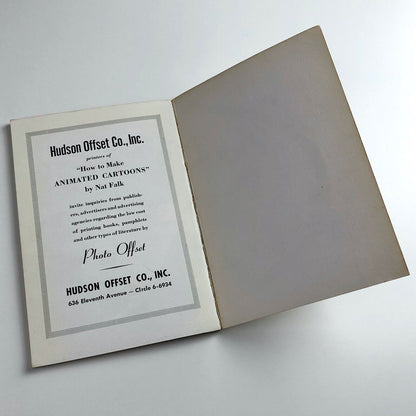 Hudson Offset Co., Inc.
printers of
"How to Make
ANIMATED CARTOONS"
by Nat Falk
invite inquiries from publish-
ers, advertisers and advertising
agencies regarding the low cost
of printing books, pamphlets
and other types of literature by
Photo Offset
HUDSON OFFSET CO., INC.
636 Eleventh Avenue — Circle 6-6934